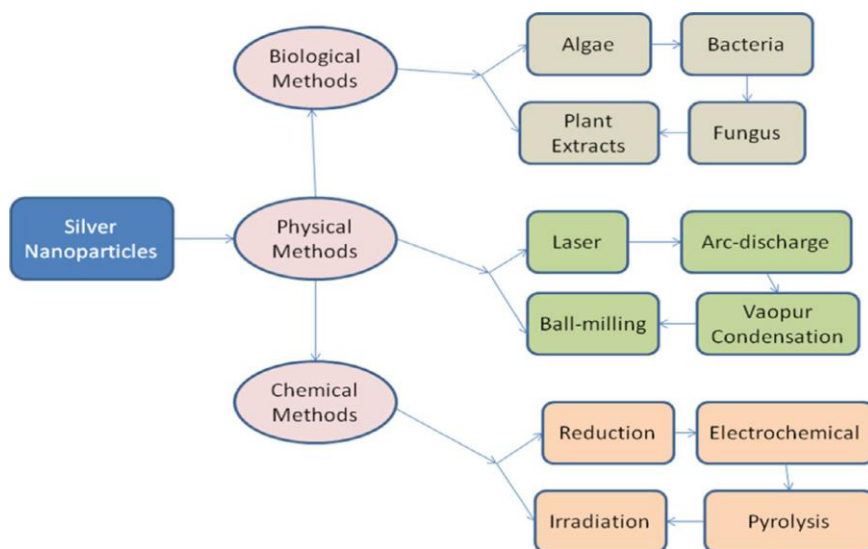 Biological
Methods
Algae
Bacteria
Plant
Extracts
Fungus
Silver
Nanoparticles
Physical
Methods
Laser
Arc-discharge
Ball-milling
Vaopur
Condensation
Chemical
Methods
Reduction
Electrochemical
Irradiation
Pyrolysis